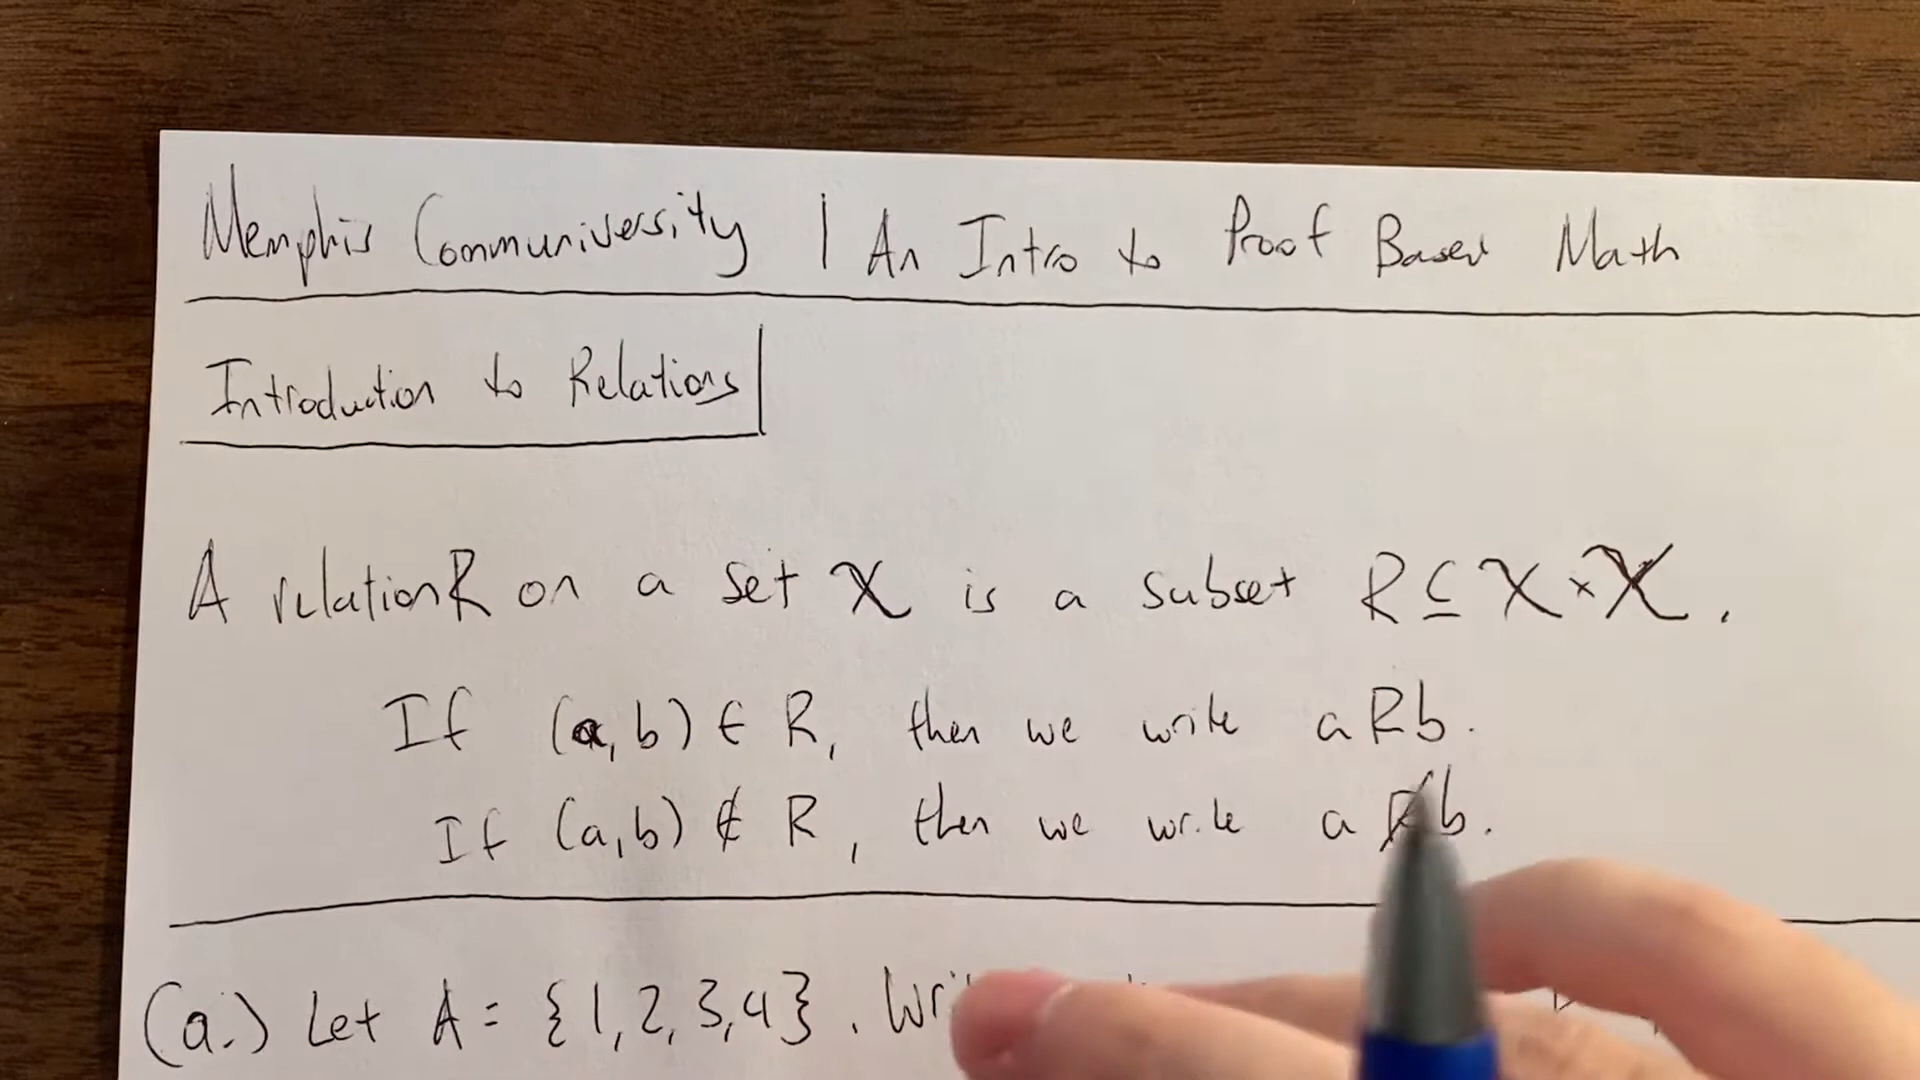 Memphis Communiversity | An Intro to Proof Based Math
Introduction to Relations
A relation R on a set X is a subset R ⊆ X × X.
If (a, b) ∈ R, then we write a R b.
If (a, b) ∉ R, then we write a R̸ b.
(a.) Let A = {1, 2, 3, 4}.